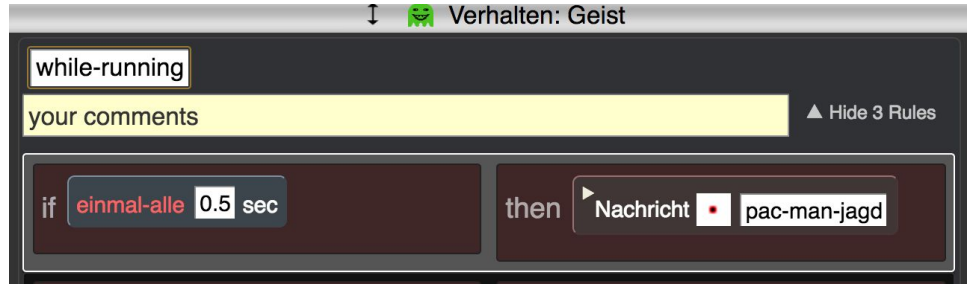 Verhalten: Geist
while-running
your comments
Hide 3 Rules
if einmal-alle 0.5 sec then Nachricht pac-man-jagd